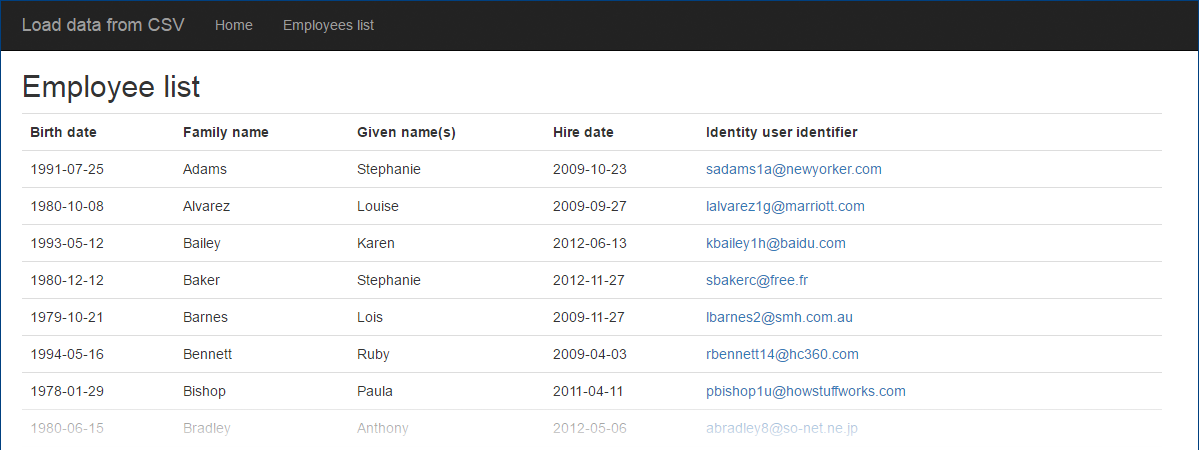 Load data from CSV Home Employees list
Employee list
Birth date Family name Given name(s) Hire date Identity user identifier
1991-07-25 Adams Stephanie 2009-10-23 sadams1a@newyorker.com
1980-10-08 Alvarez Louise 2009-09-27 lalvarez1g@marriott.com
1993-05-12 Bailey Karen 2012-06-13 kbailey1h@baidu.com
1980-12-12 Baker Stephanie 2012-11-27 sbakerc@free.fr
1979-10-21 Barnes Lois 2009-11-27 lbarnes2@smh.com.au
1994-05-16 Bennett Ruby 2009-04-03 rbennett14@hc360.com
1978-01-29 Bishop Paula 2011-04-11 pbishop1u@howstuffworks.com
1980-06-15 Bradley Anthony 2012-05-06 abradley8@so-net.ne.jp